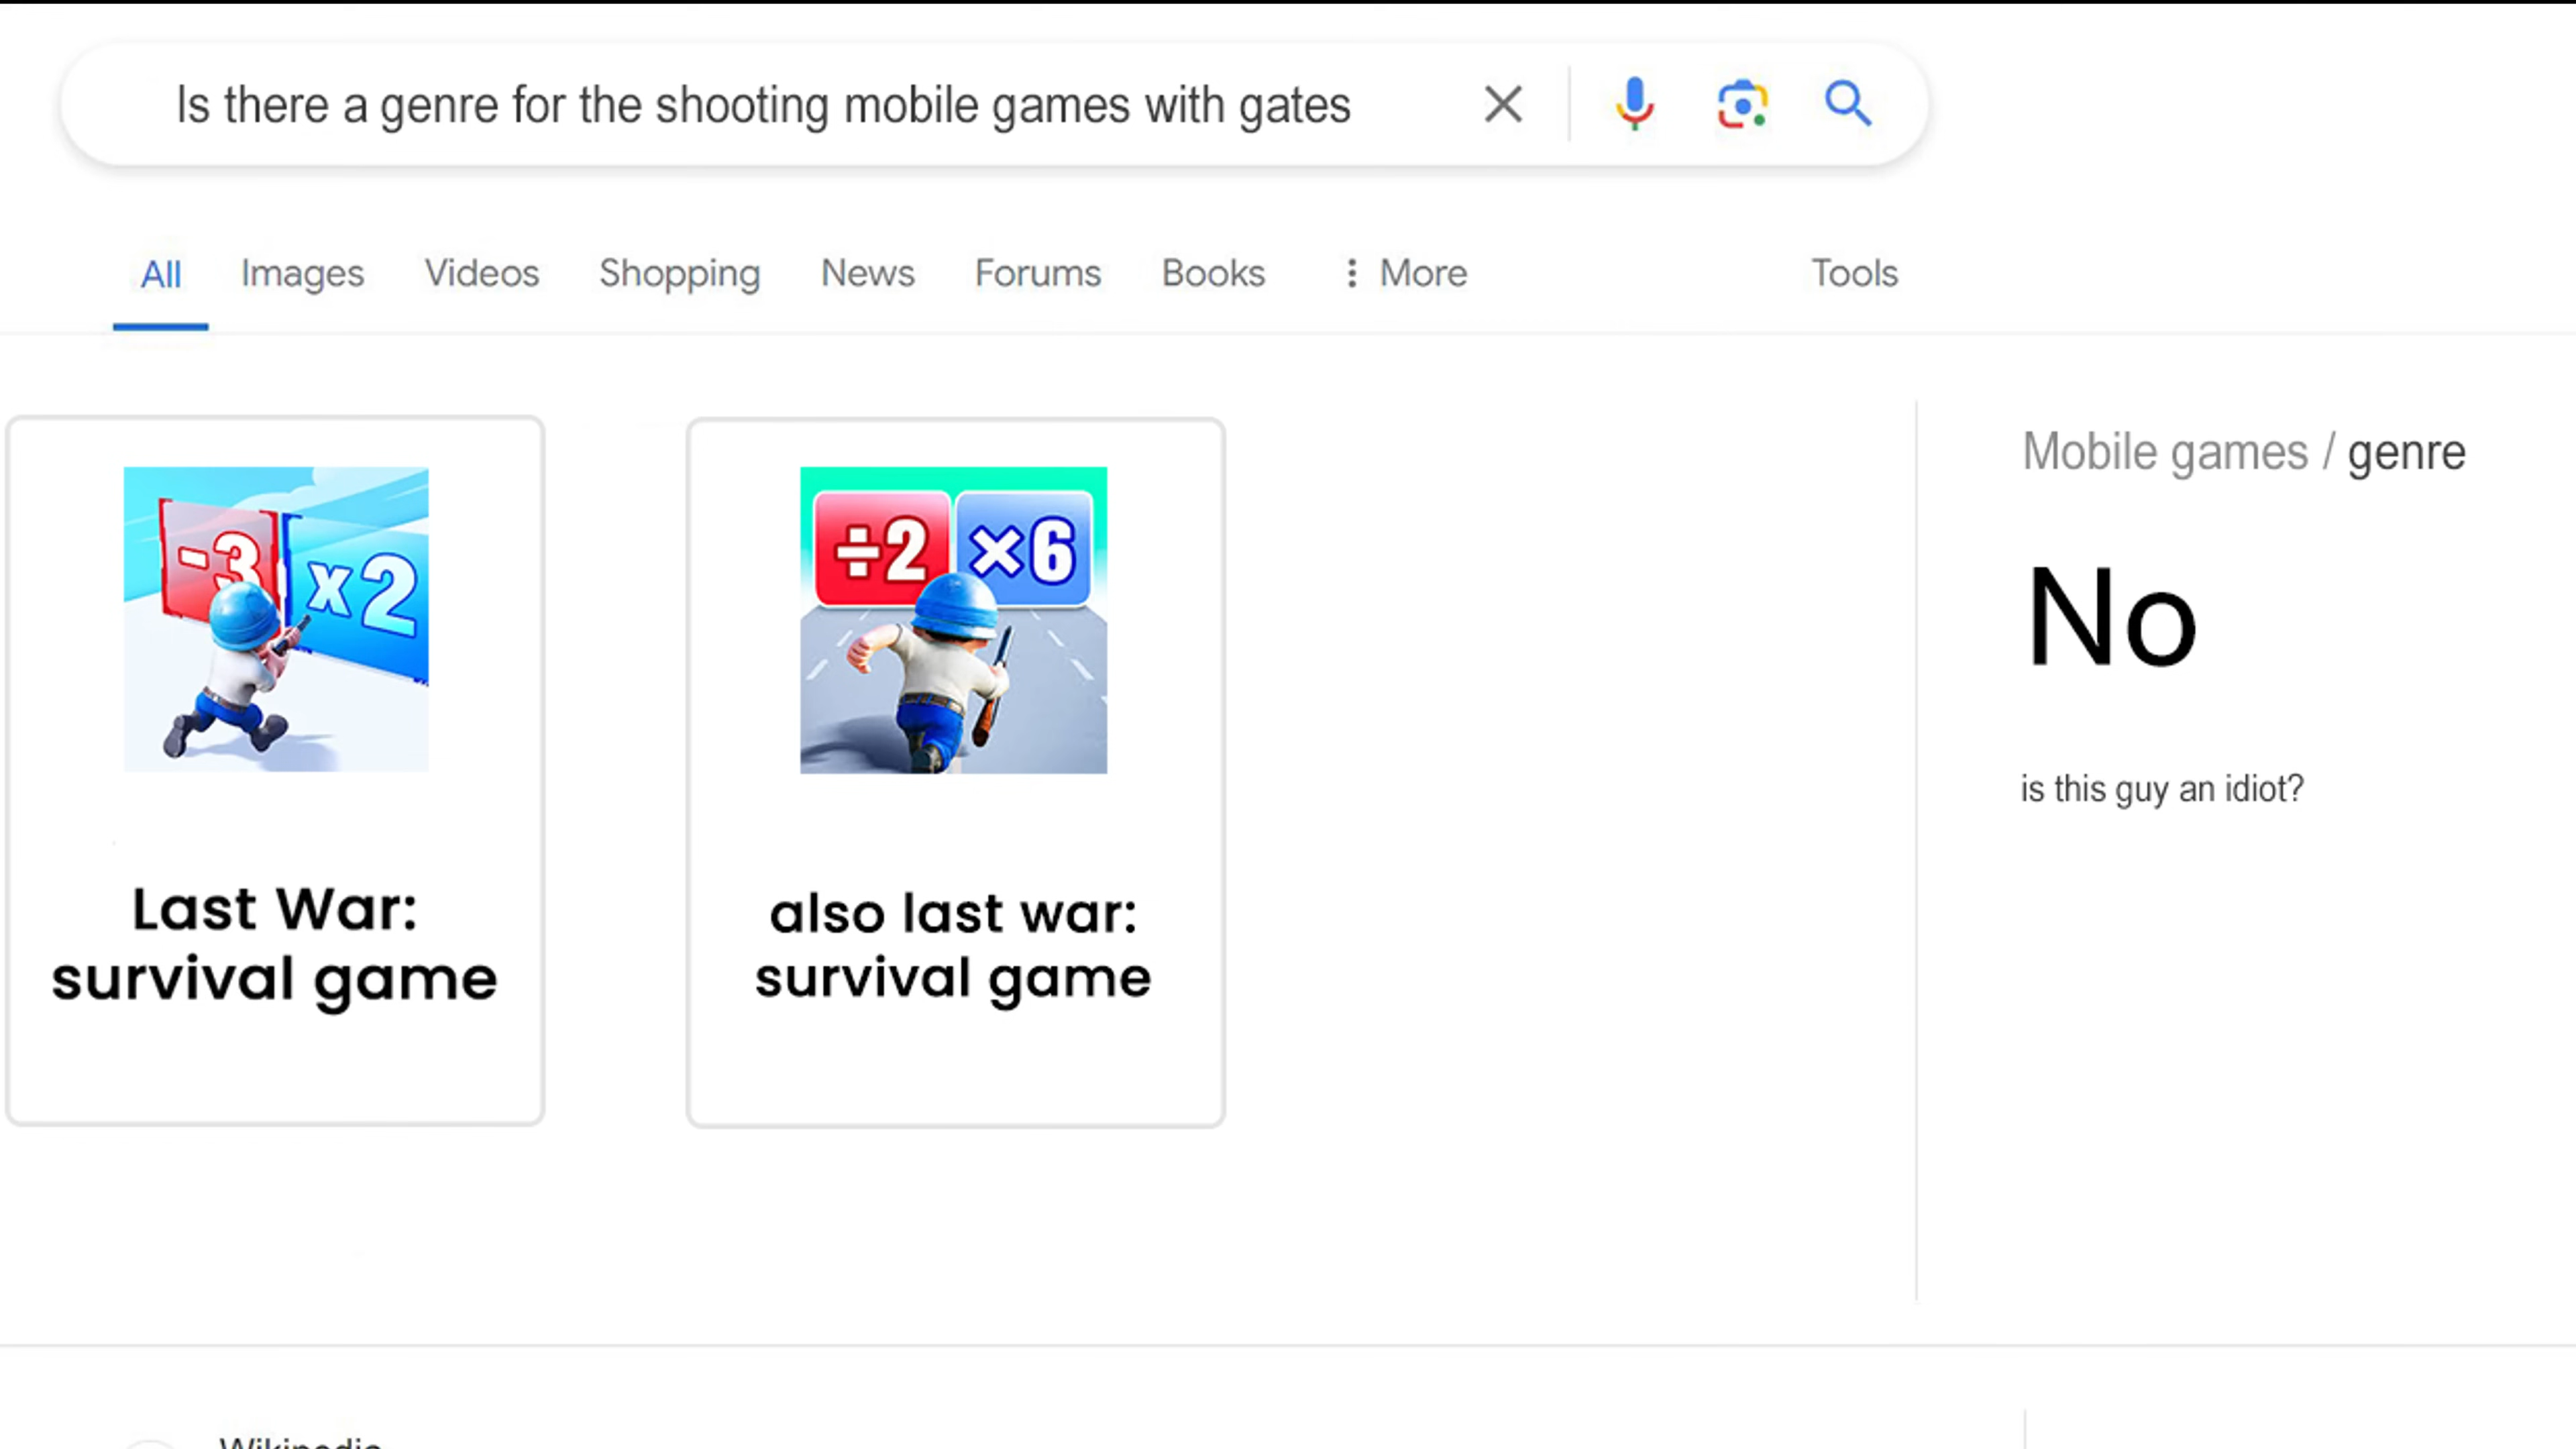 Is there a genre for the shooting mobile games with gates
All Images Videos Shopping News Forums Books More Tools
-3 x2
Last War:
survival game
÷2 ×6
also last war:
survival game
Mobile games / genre
No
is this guy an idiot?
Wikipedia